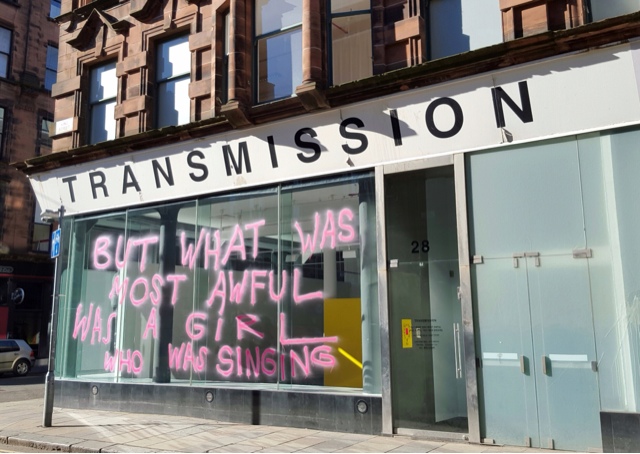 TRANSMISSION
28
BUT WHAT WAS
MOST AWFUL
WAS A GIRL
WHO WAS SINGING